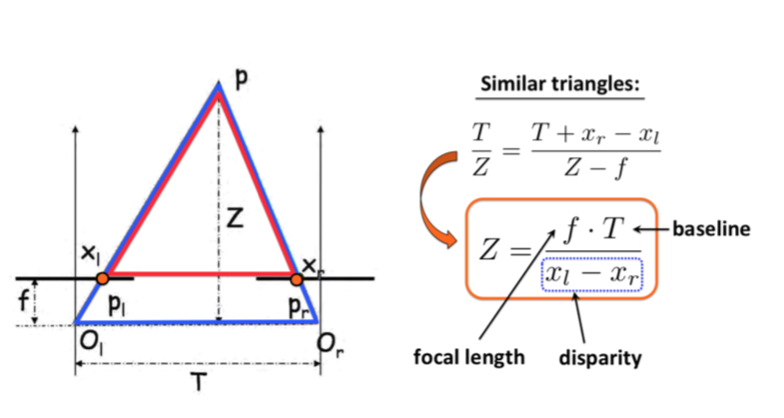 p
Z
x_l
x_r
f
p_l
p_r
O_l
O_r
T
Similar triangles:
T/Z = (T + x_r − x_l)/(Z − f)
Z = (f · T)/(x_l − x_r)
baseline
focal length
disparity